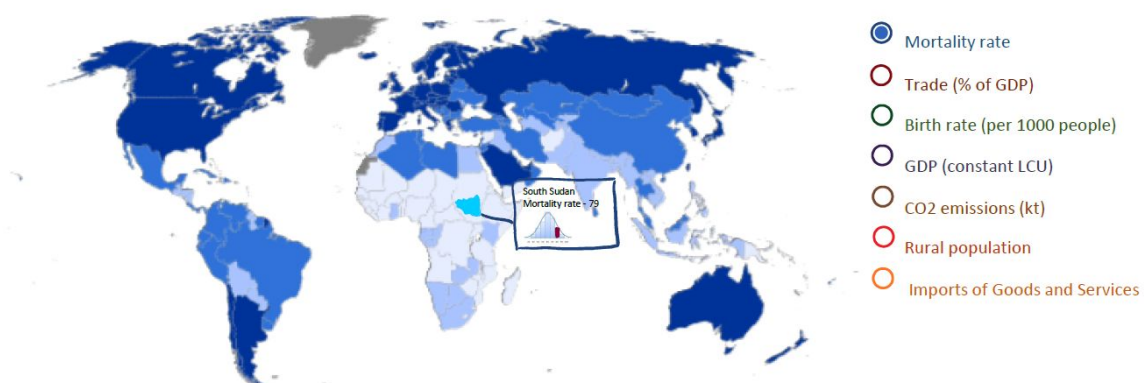 Mortality rate
Trade (% of GDP)
Birth rate (per 1000 people)
GDP (constant LCU)
CO2 emissions (kt)
Rural population
Imports of Goods and Services
South Sudan
Mortality rate - 79